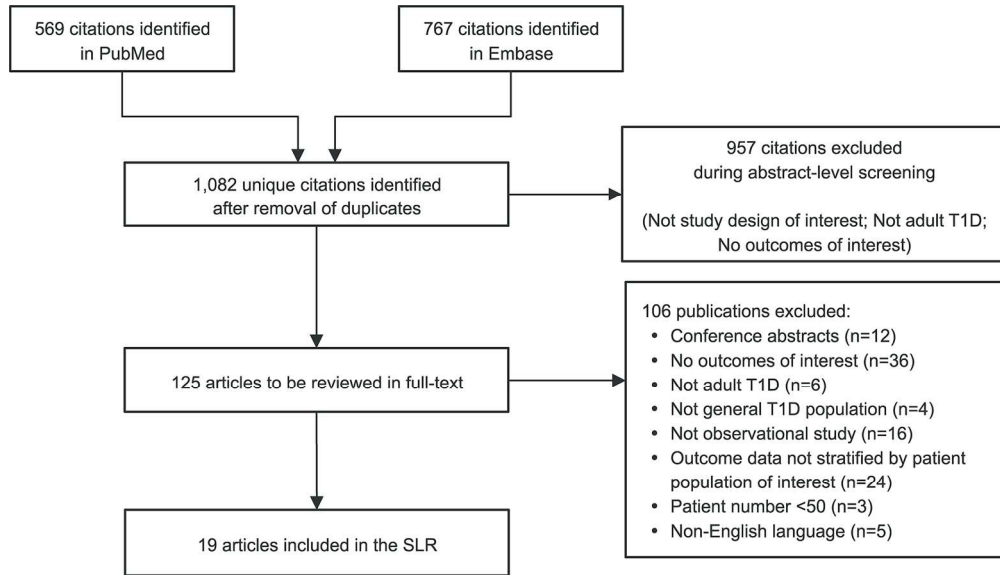 569 citations identified
in PubMed
767 citations identified
in Embase
1,082 unique citations identified
after removal of duplicates
957 citations excluded
during abstract-level screening
(Not study design of interest; Not adult T1D;
No outcomes of interest)
125 articles to be reviewed in full-text
106 publications excluded:
• Conference abstracts (n=12)
• No outcomes of interest (n=36)
• Not adult T1D (n=6)
• Not general T1D population (n=4)
• Not observational study (n=16)
• Outcome data not stratified by patient
population of interest (n=24)
• Patient number <50 (n=3)
• Non-English language (n=5)
19 articles included in the SLR